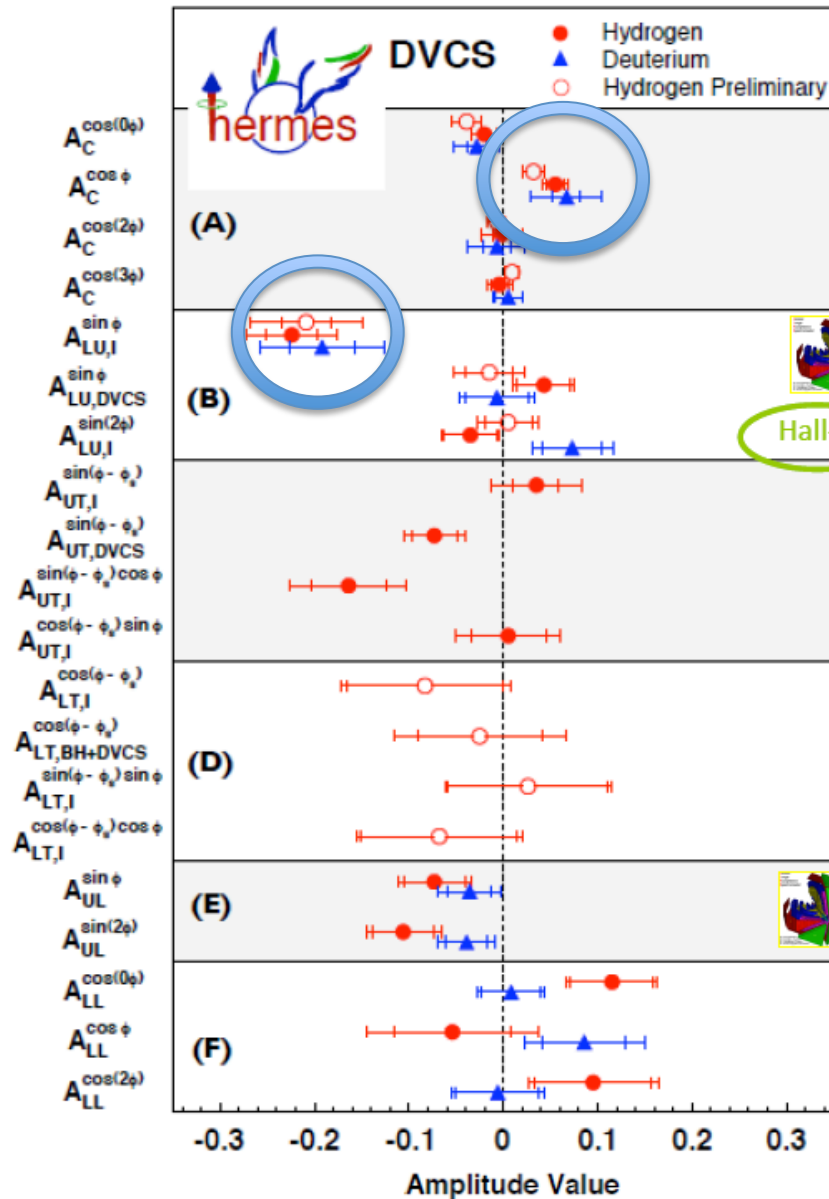 hermes
DVCS
Hydrogen
Deuterium
Hydrogen Preliminary
A_C^cos(0ϕ)
A_C^cos ϕ
A_C^cos(2ϕ)
A_C^cos(3ϕ)
(A)
A_LU,I^sin ϕ
A_LU,DVCS^sin ϕ
A_LU,I^sin(2ϕ)
(B)
Hall
A_UT,I^sin(ϕ - ϕ_s)
A_UT,DVCS^sin(ϕ - ϕ_s)
A_UT,I^sin(ϕ - ϕ_s)cos ϕ
A_UT,I^cos(ϕ - ϕ_s)sin ϕ
A_LT,I^cos(ϕ - ϕ_s)
A_LT,BH+DVCS^cos(ϕ - ϕ_s)
A_LT,I^sin(ϕ - ϕ_s)sin ϕ
A_LT,I^cos(ϕ - ϕ_s)cos ϕ
(D)
A_UL^sin ϕ
A_UL^sin(2ϕ)
(E)
A_LL^cos(0ϕ)
A_LL^cos ϕ
A_LL^cos(2ϕ)
(F)
-0.3 -0.2 -0.1 0 0.1 0.2 0.3
Amplitude Value